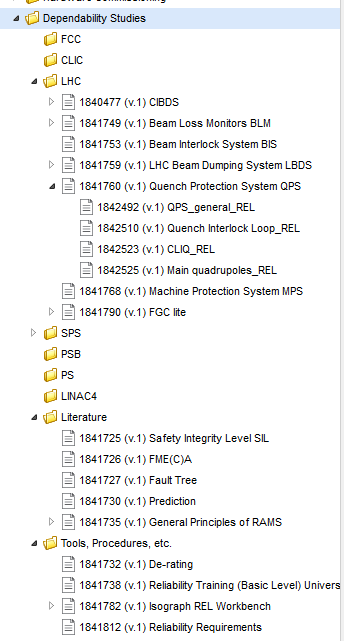 Dependability Studies
FCC
CLIC
LHC
1840477 (v.1) CIBDS
1841749 (v.1) Beam Loss Monitors BLM
1841753 (v.1) Beam Interlock System BIS
1841759 (v.1) LHC Beam Dumping System LBDS
1841760 (v.1) Quench Protection System QPS
1842492 (v.1) QPS_general_REL
1842510 (v.1) Quench Interlock Loop_REL
1842523 (v.1) CLIQ_REL
1842525 (v.1) Main quadrupoles_REL
1841768 (v.1) Machine Protection System MPS
1841790 (v.1) FGC lite
SPS
PSB
PS
LINAC4
Literature
1841725 (v.1) Safety Integrity Level SIL
1841726 (v.1) FME(C)A
1841727 (v.1) Fault Tree
1841730 (v.1) Prediction
1841735 (v.1) General Principles of RAMS
Tools, Procedures, etc.
1841732 (v.1) De-rating
1841738 (v.1) Reliability Training (Basic Level) Univers
1841782 (v.1) Isograph REL Workbench
1841812 (v.1) Reliability Requirements